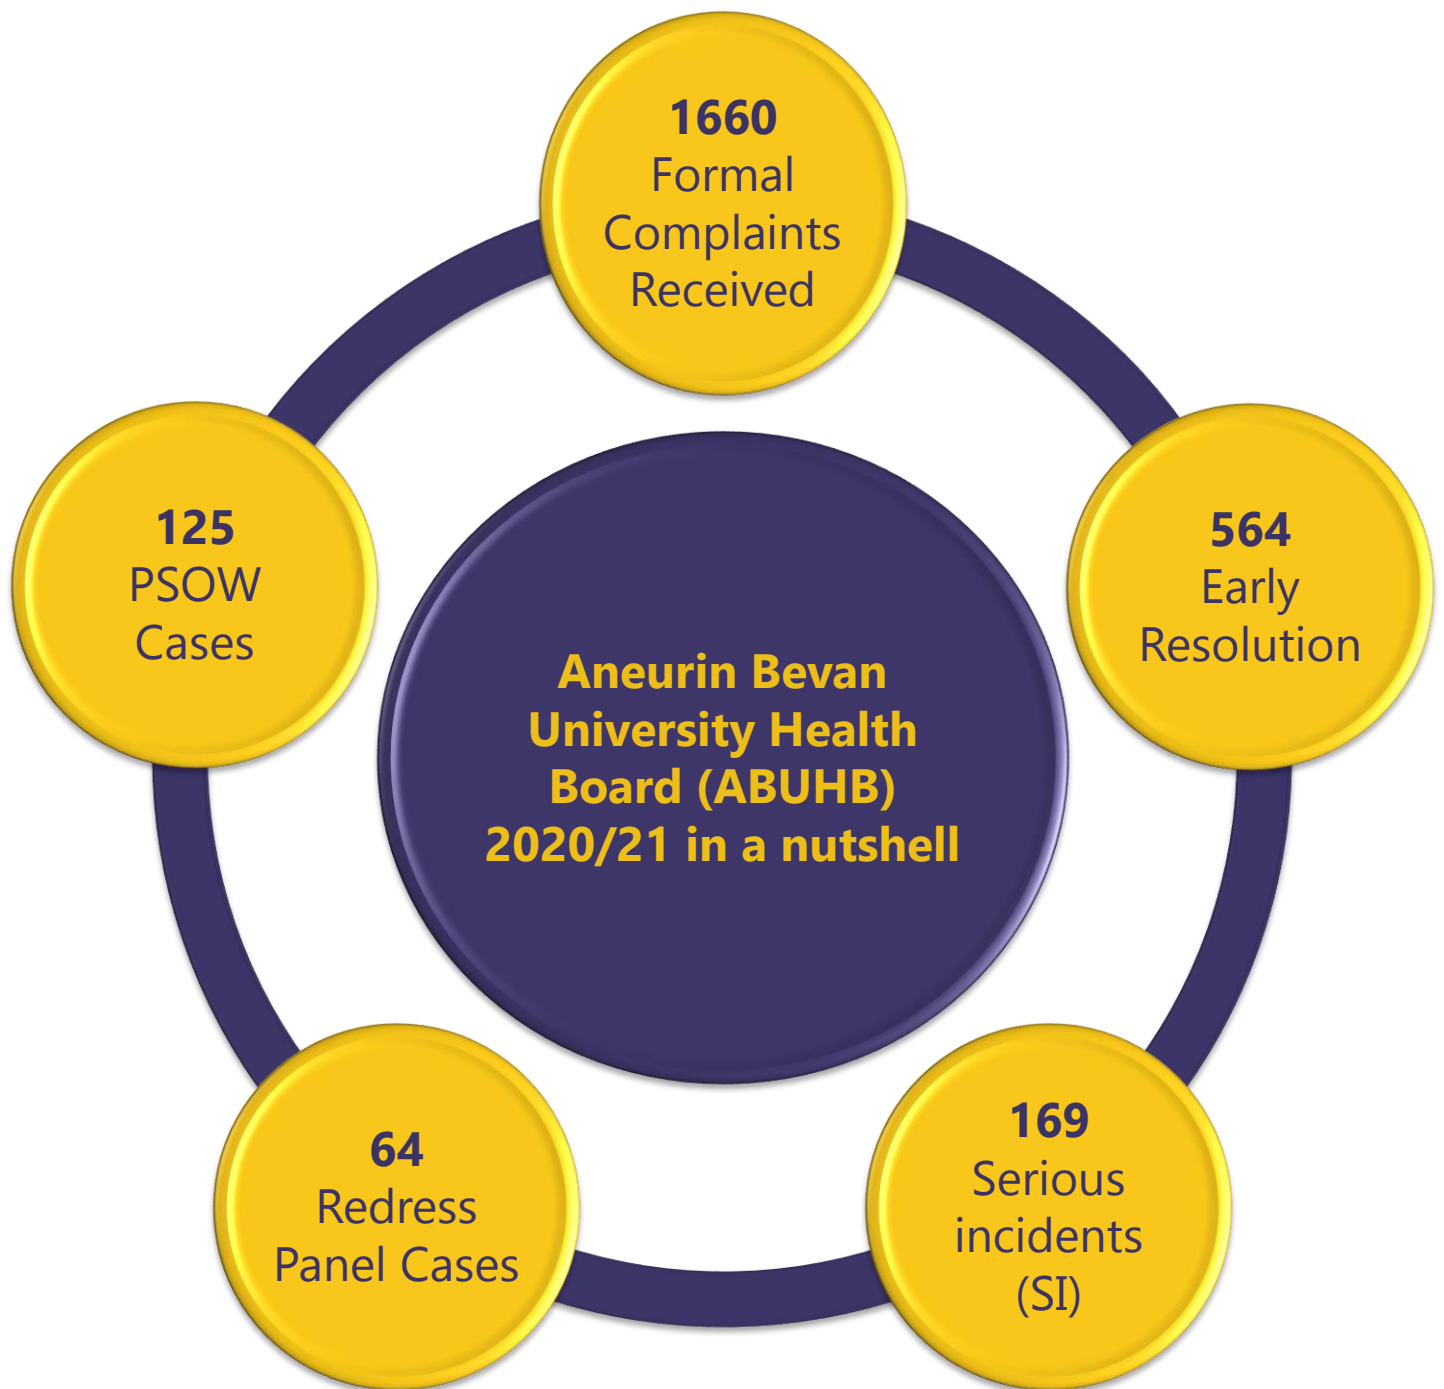 1660
Formal
Complaints
Received
564
Early
Resolution
169
Serious
incidents
(SI)
64
Redress
Panel Cases
125
PSOW
Cases
Aneurin Bevan
University Health
Board (ABUHB)
2020/21 in a nutshell